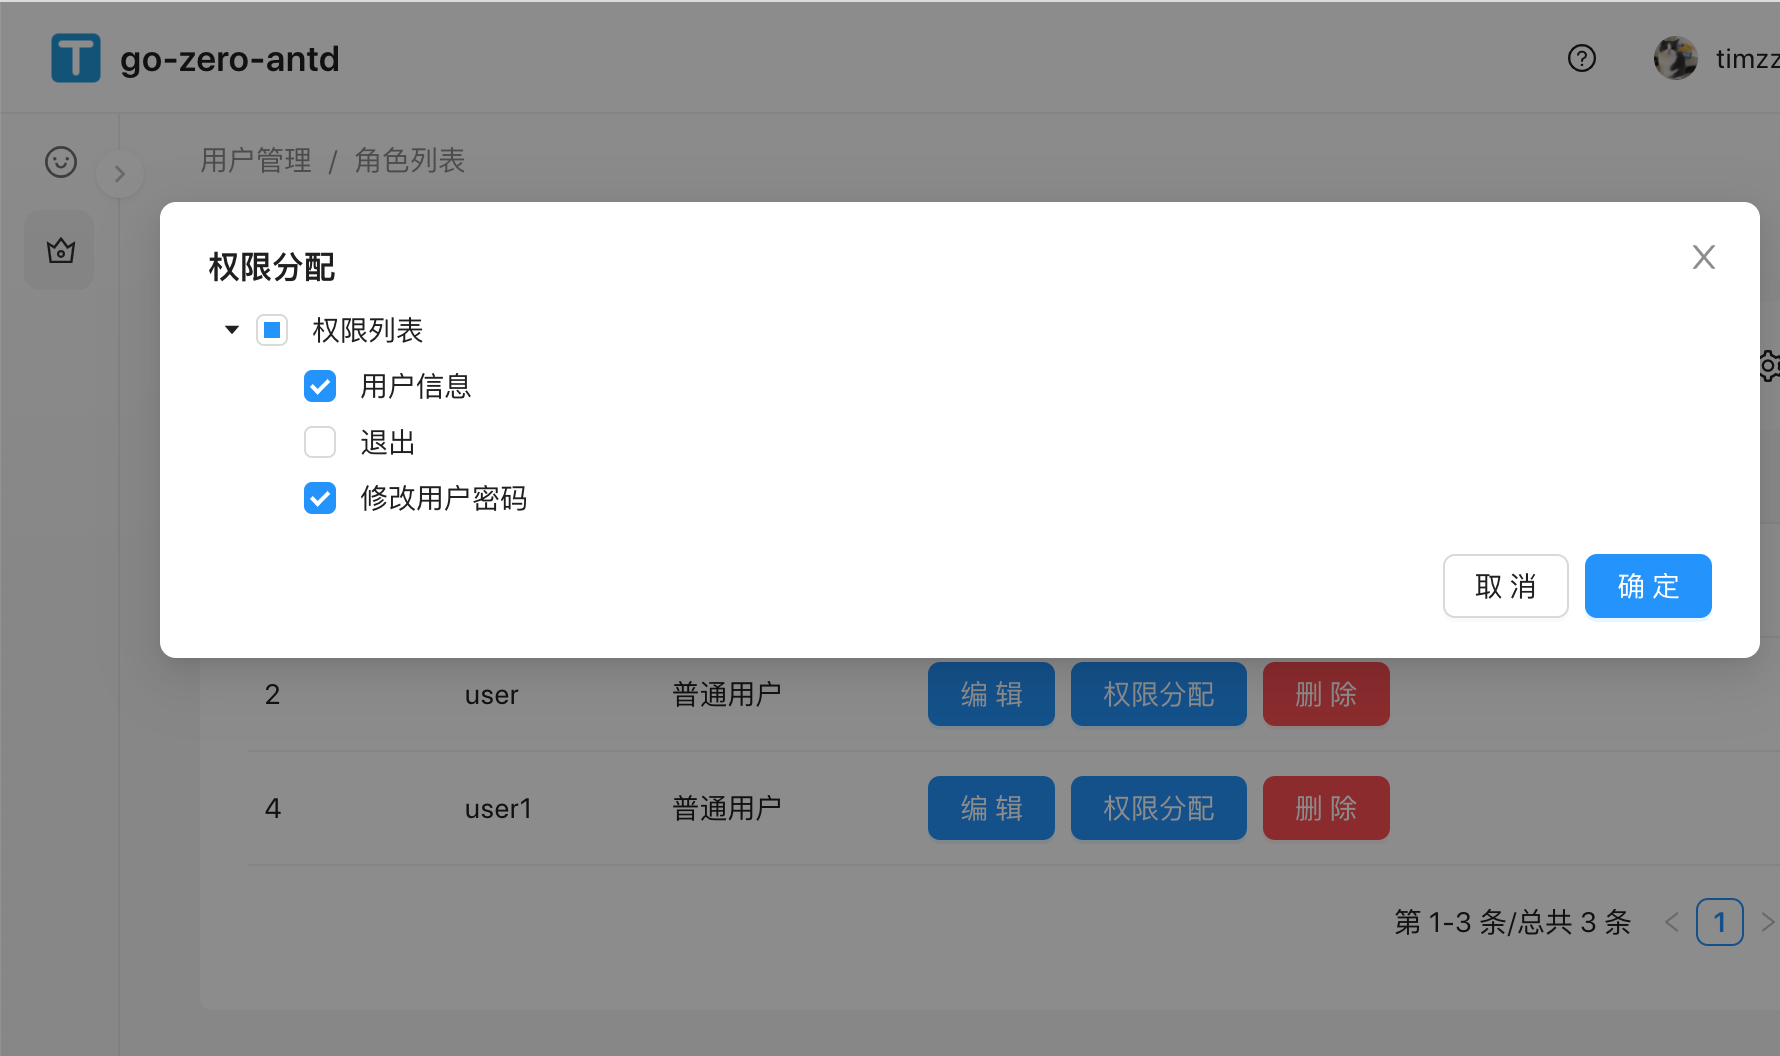 T go-zero-antd
timzz
用户管理 / 角色列表
权限分配
权限列表
用户信息
退出
修改用户密码
取 消 确 定
2 user 普通用户 编 辑 权限分配 删 除
4 user1 普通用户 编 辑 权限分配 删 除
第 1-3 条/总共 3 条 < 1 >